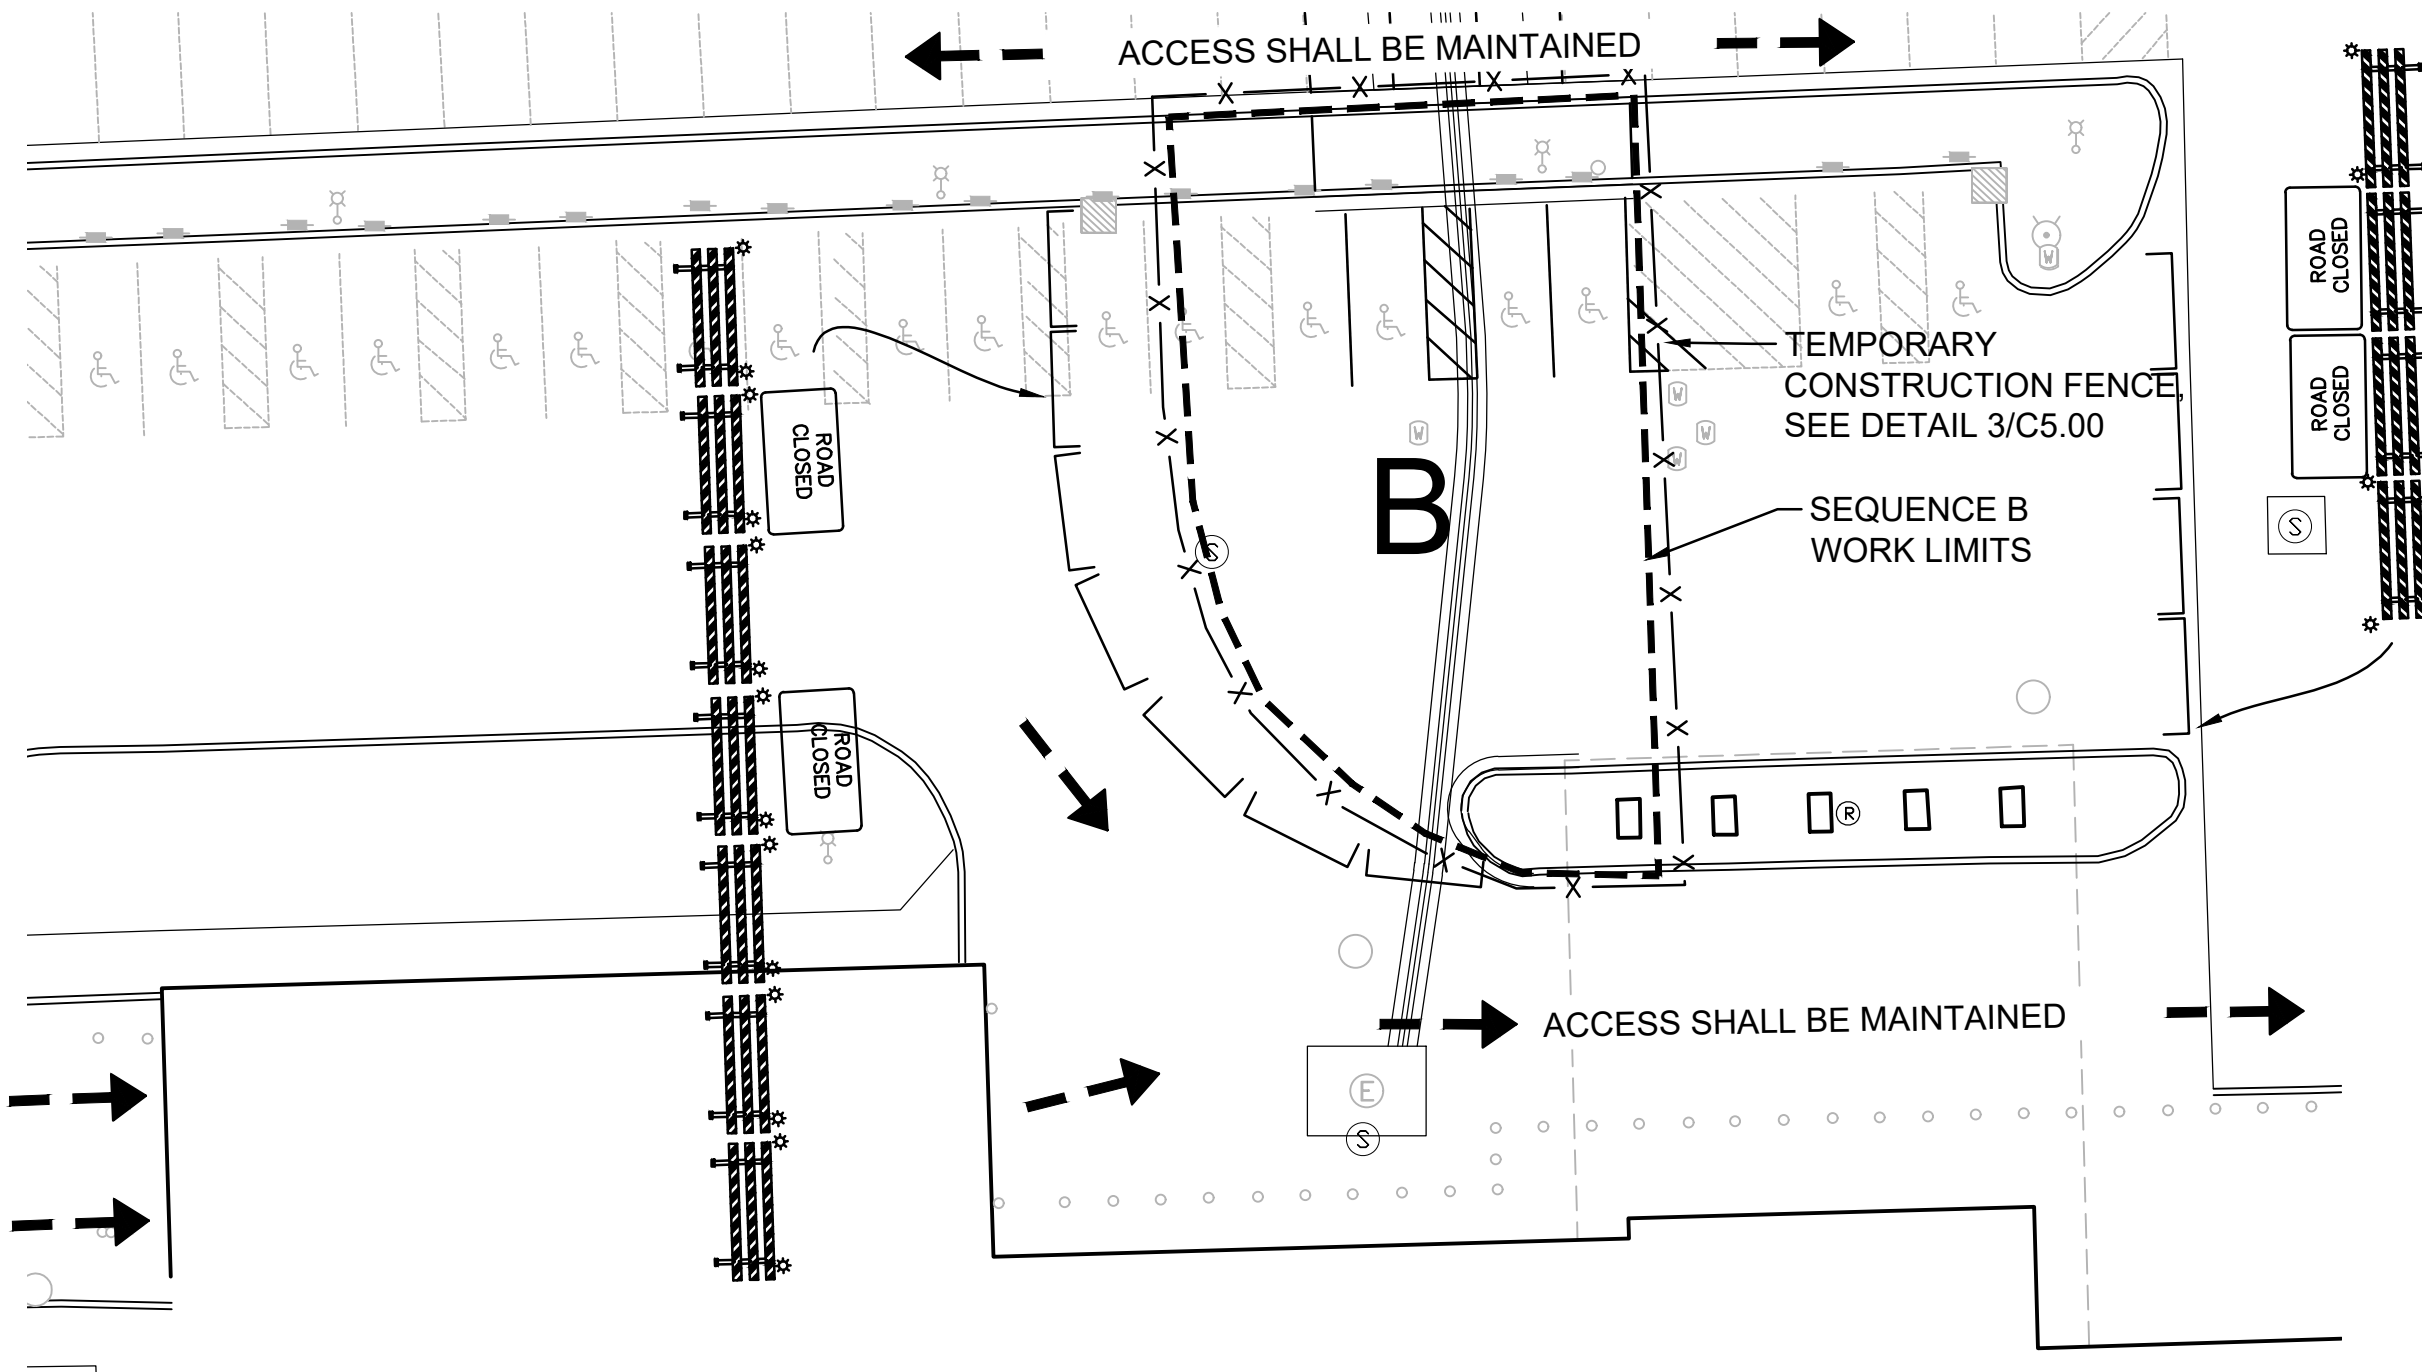 ACCESS SHALL BE MAINTAINED
ROAD
CLOSED
ROAD
CLOSED
TEMPORARY
CONSTRUCTION FENCE,
SEE DETAIL 3/C5.00
ROAD
CLOSED
W
W
W
W
B
SEQUENCE B
WORK LIMITS
S
S
ROAD
CLOSED
R
ACCESS SHALL BE MAINTAINED
E
S